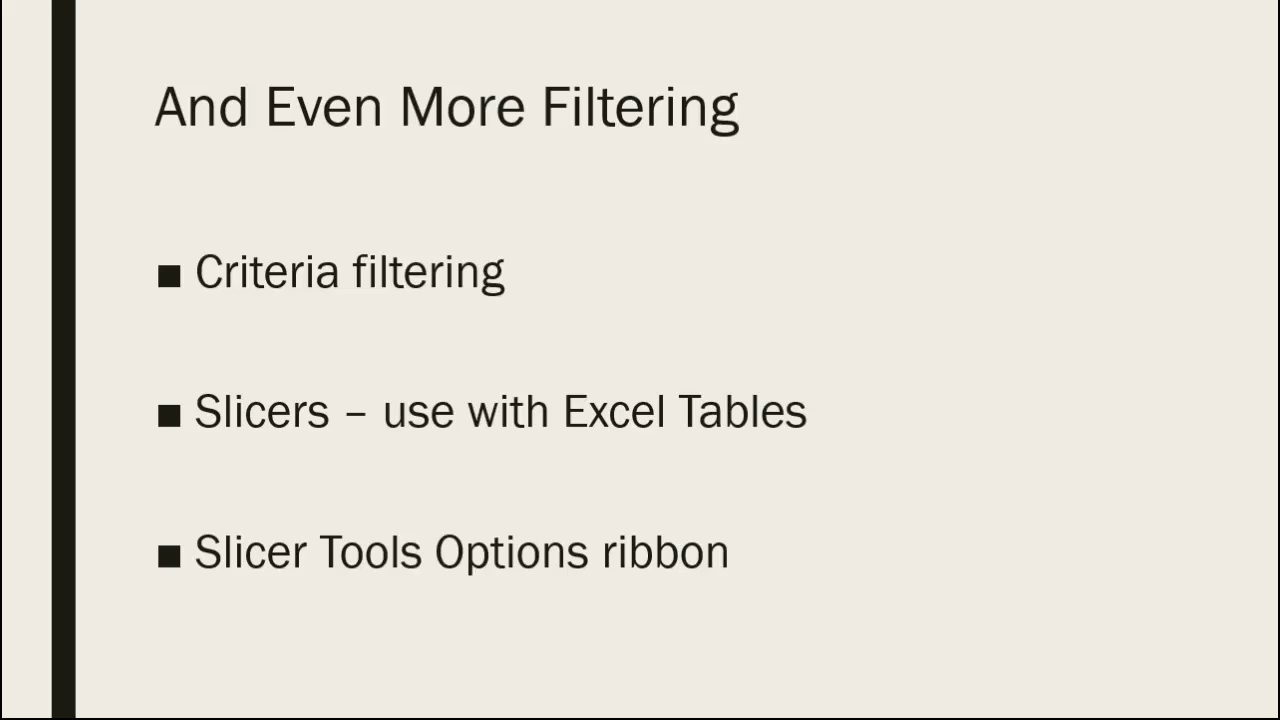 And Even More Filtering
■ Criteria filtering
■ Slicers – use with Excel Tables
■ Slicer Tools Options ribbon